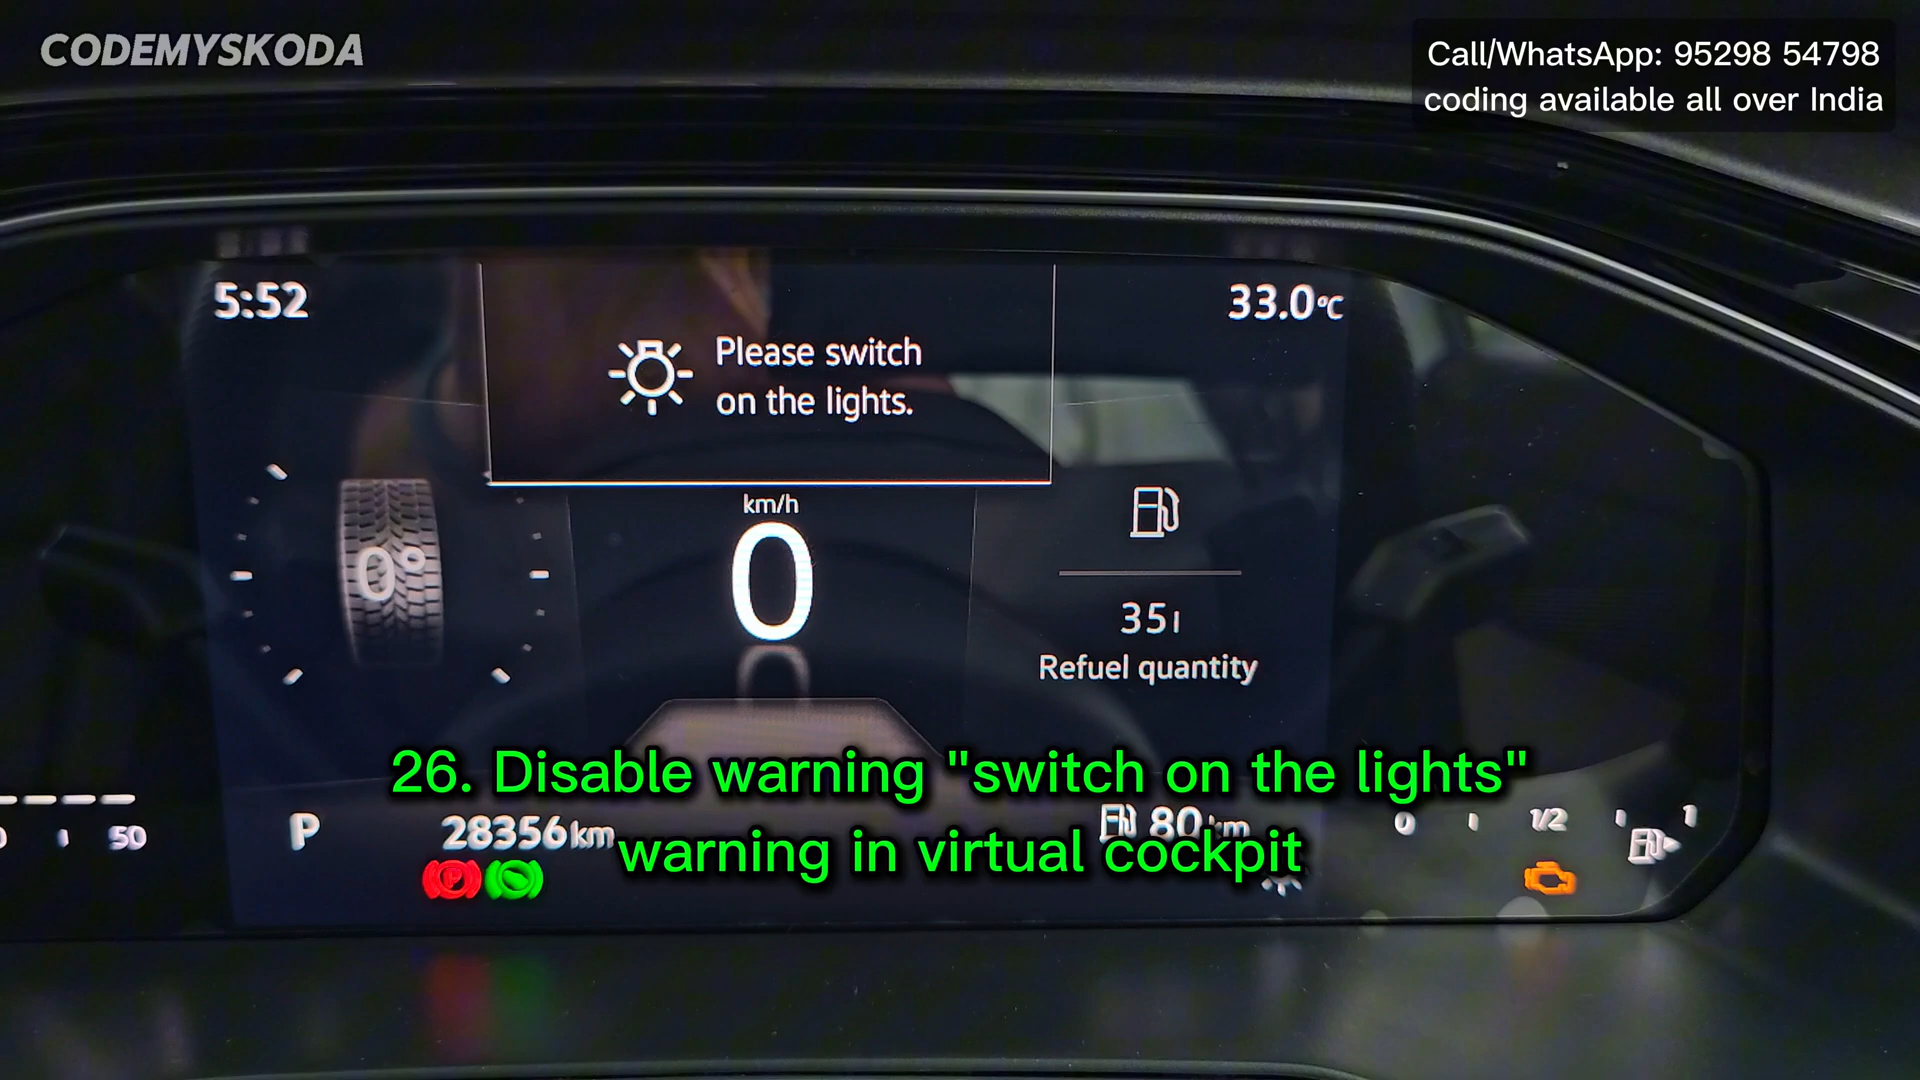 CODEMYSKODA
Call/WhatsApp: 95298 54798
coding available all over India
5:52
33.0°C
Please switch
on the lights.
km/h
0
0°
35 l
Refuel quantity
26. Disable warning "switch on the lights"
warning in virtual cockpit
50
P
28356 km
80 km
0
1/2
1
P